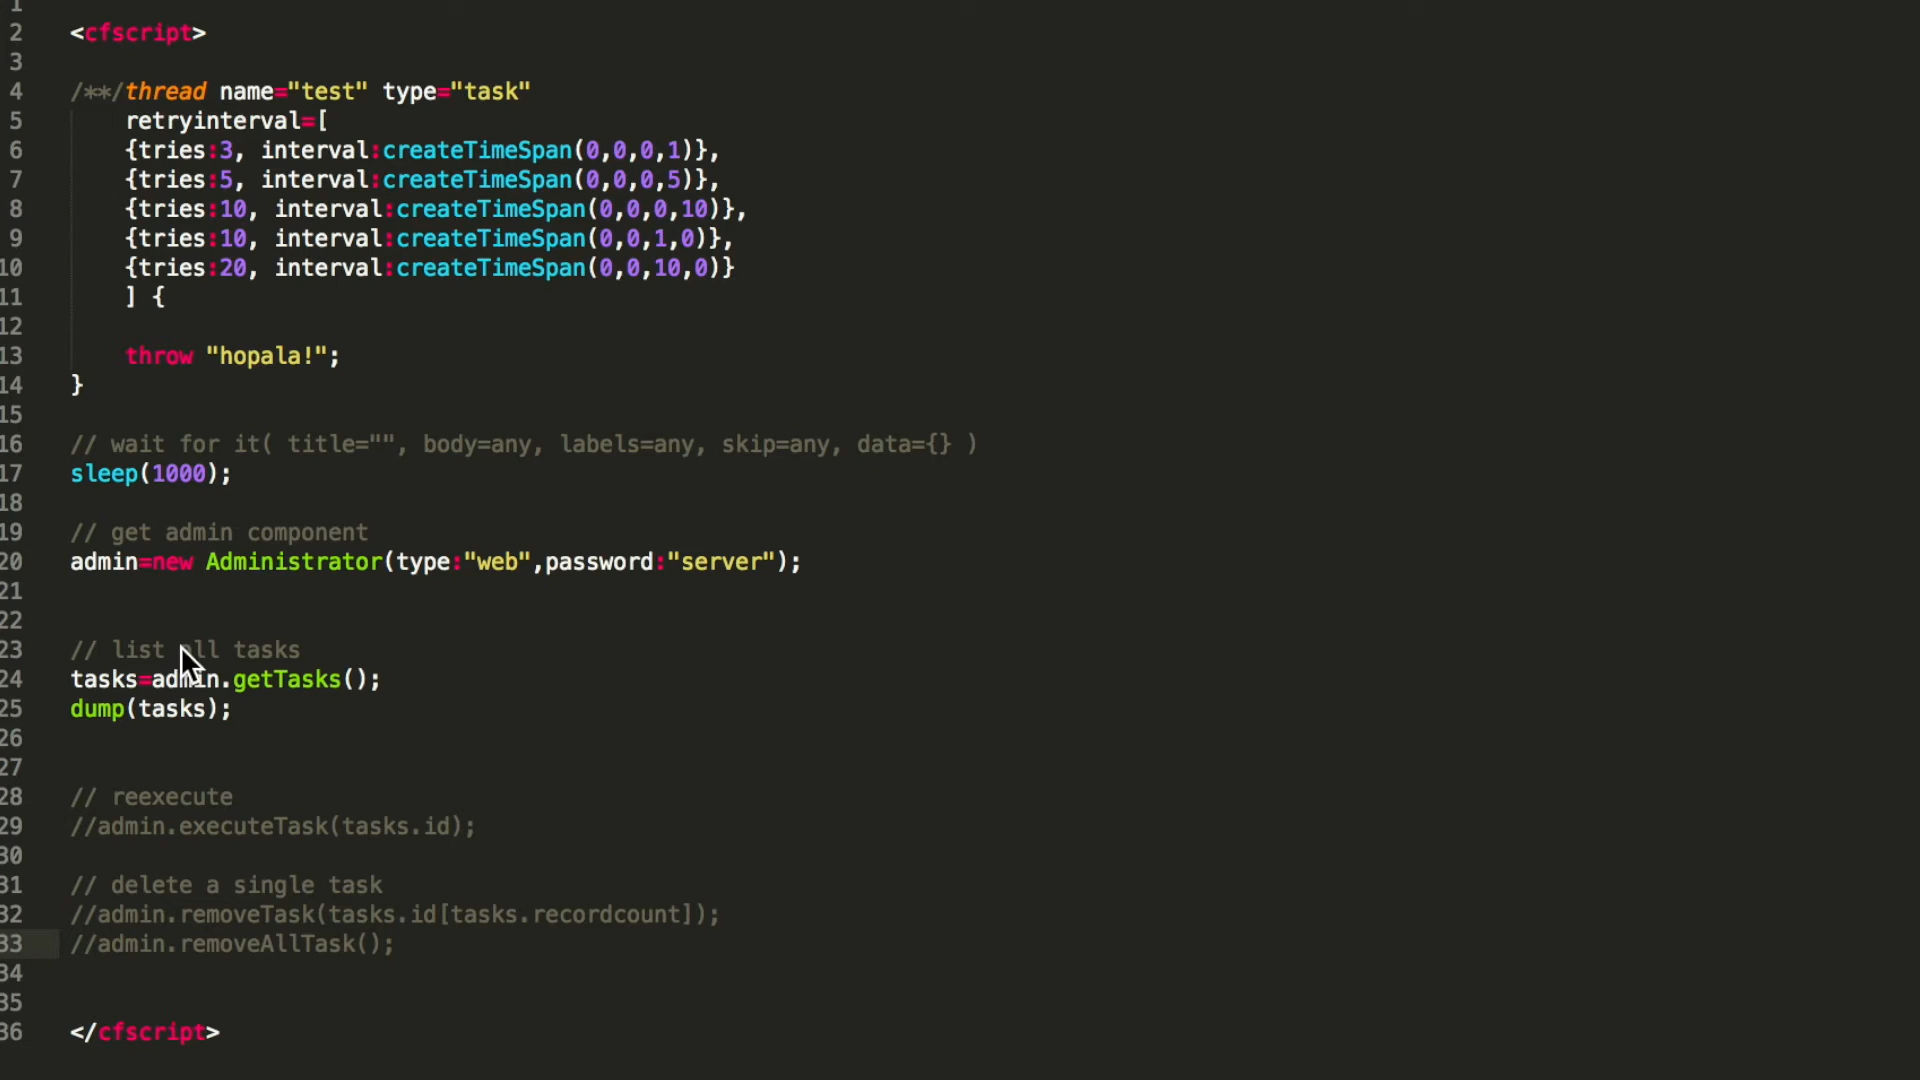 1
2 <cfscript>
3
4 /**/thread name="test" type="task"
5 retryinterval=[
6 {tries:3, interval:createTimeSpan(0,0,0,1)},
7 {tries:5, interval:createTimeSpan(0,0,0,5)},
8 {tries:10, interval:createTimeSpan(0,0,0,10)},
9 {tries:10, interval:createTimeSpan(0,0,1,0)},
10 {tries:20, interval:createTimeSpan(0,0,10,0)}
11 ] {
12
13 throw "hopala!";
14 }
15
16 // wait for it( title="", body=any, labels=any, skip=any, data={} )
17 sleep(1000);
18
19 // get admin component
20 admin=new Administrator(type:"web",password:"server");
21
22
23 // list all tasks
24 tasks=admin.getTasks();
25 dump(tasks);
26
27
28 // reexecute
29 //admin.executeTask(tasks.id);
30
31 // delete a single task
32 //admin.removeTask(tasks.id[tasks.recordcount]);
33 //admin.removeAllTask();
34
35
36 </cfscript>